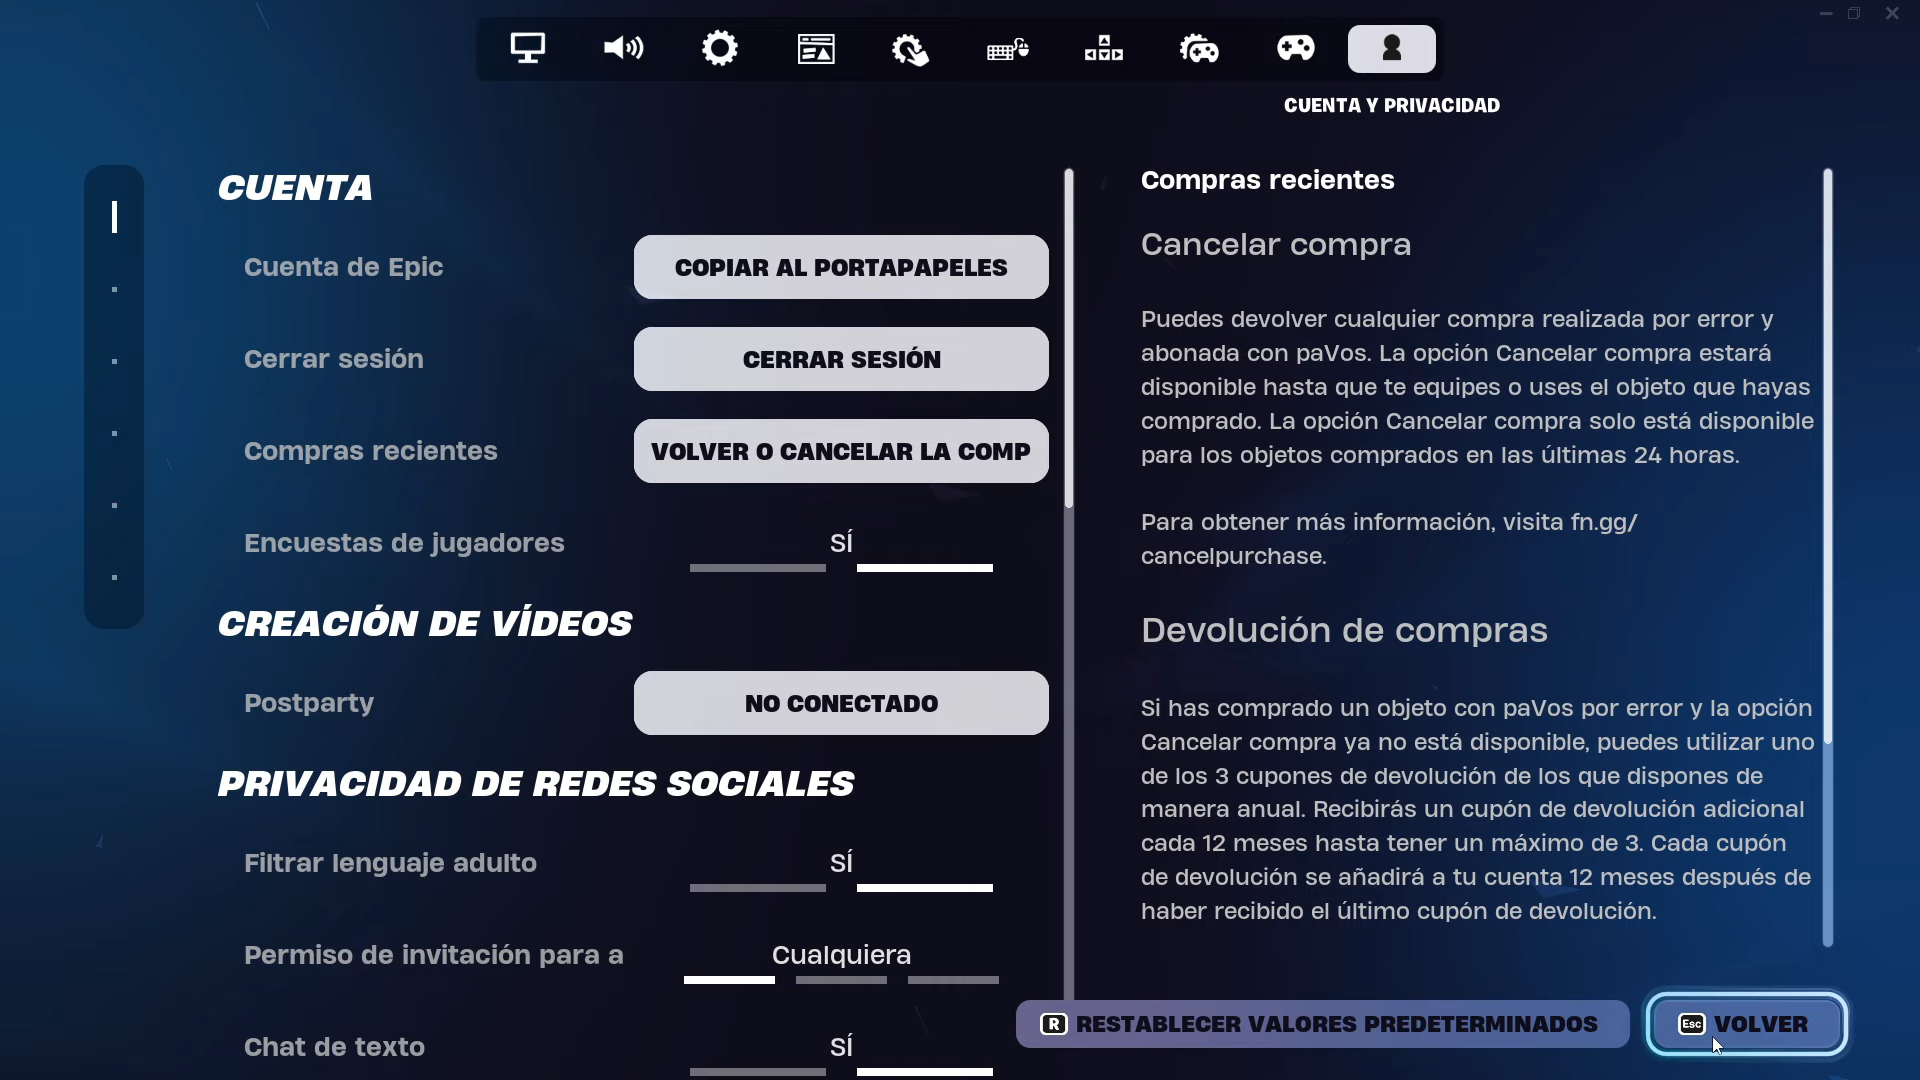 CUENTA Y PRIVACIDAD
CUENTA
Cuenta de Epic
COPIAR AL PORTAPAPELES
Cerrar sesión
CERRAR SESIÓN
Compras recientes
VOLVER O CANCELAR LA COMP
Encuestas de jugadores
SÍ
CREACIÓN DE VÍDEOS
Postparty
NO CONECTADO
PRIVACIDAD DE REDES SOCIALES
Filtrar lenguaje adulto
SÍ
Permiso de invitación para a
Cualquiera
Chat de texto
SÍ
Compras recientes
Cancelar compra
Puedes devolver cualquier compra realizada por error y
abonada con paVos. La opción Cancelar compra estará
disponible hasta que te equipes o uses el objeto que hayas
comprado. La opción Cancelar compra solo está disponible
para los objetos comprados en las últimas 24 horas.
Para obtener más información, visita fn.gg/
cancelpurchase.
Devolución de compras
Si has comprado un objeto con paVos por error y la opción
Cancelar compra ya no está disponible, puedes utilizar uno
de los 3 cupones de devolución de los que dispones de
manera anual. Recibirás un cupón de devolución adicional
cada 12 meses hasta tener un máximo de 3. Cada cupón
de devolución se añadirá a tu cuenta 12 meses después de
haber recibido el último cupón de devolución.
R RESTABLECER VALORES PREDETERMINADOS
Esc VOLVER